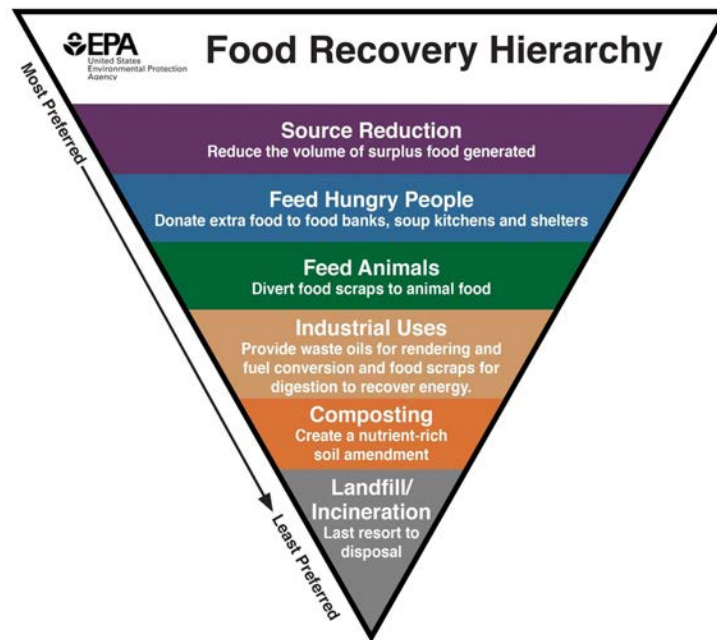 EPA
United States
Environmental Protection
Agency
Food Recovery Hierarchy
Most Preferred
Source Reduction
Reduce the volume of surplus food generated
Feed Hungry People
Donate extra food to food banks, soup kitchens and shelters
Feed Animals
Divert food scraps to animal food
Industrial Uses
Provide waste oils for rendering and
fuel conversion and food scraps for
digestion to recover energy.
Composting
Create a nutrient-rich
soil amendment
Landfill/
Incineration
Last resort to
disposal
Least Preferred